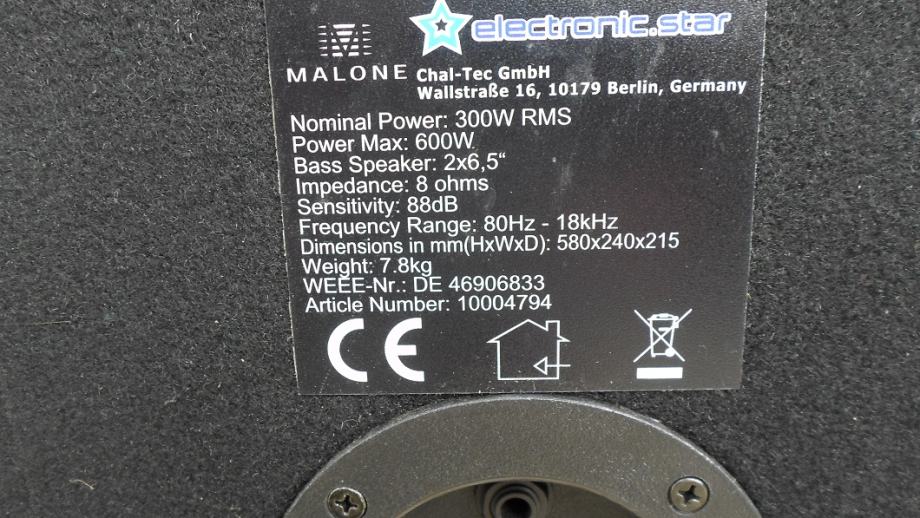 electronic.star
MALONE
Chal-Tec GmbH
Wallstraße 16, 10179 Berlin, Germany
Nominal Power: 300W RMS
Power Max: 600W
Bass Speaker: 2x6,5“
Impedance: 8 ohms
Sensitivity: 88dB
Frequency Range: 80Hz - 18kHz
Dimensions in mm(HxWxD): 580x240x215
Weight: 7.8kg
WEEE-Nr.: DE 46906833
Article Number: 10004794
CE